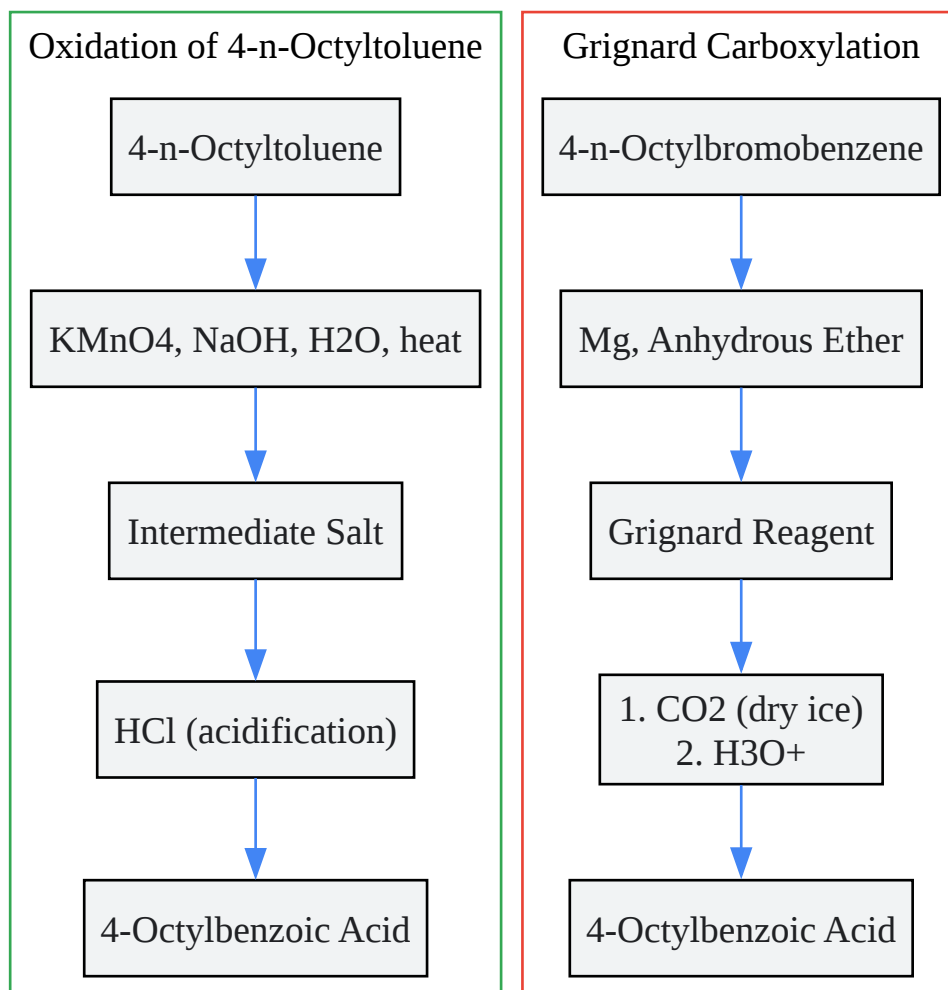 Oxidation of 4-n-Octyltoluene
4-n-Octyltoluene
KMnO4, NaOH, H2O, heat
Intermediate Salt
HCl (acidification)
4-Octylbenzoic Acid
Grignard Carboxylation
4-n-Octylbromobenzene
Mg, Anhydrous Ether
Grignard Reagent
1. CO2 (dry ice)
2. H3O+
4-Octylbenzoic Acid